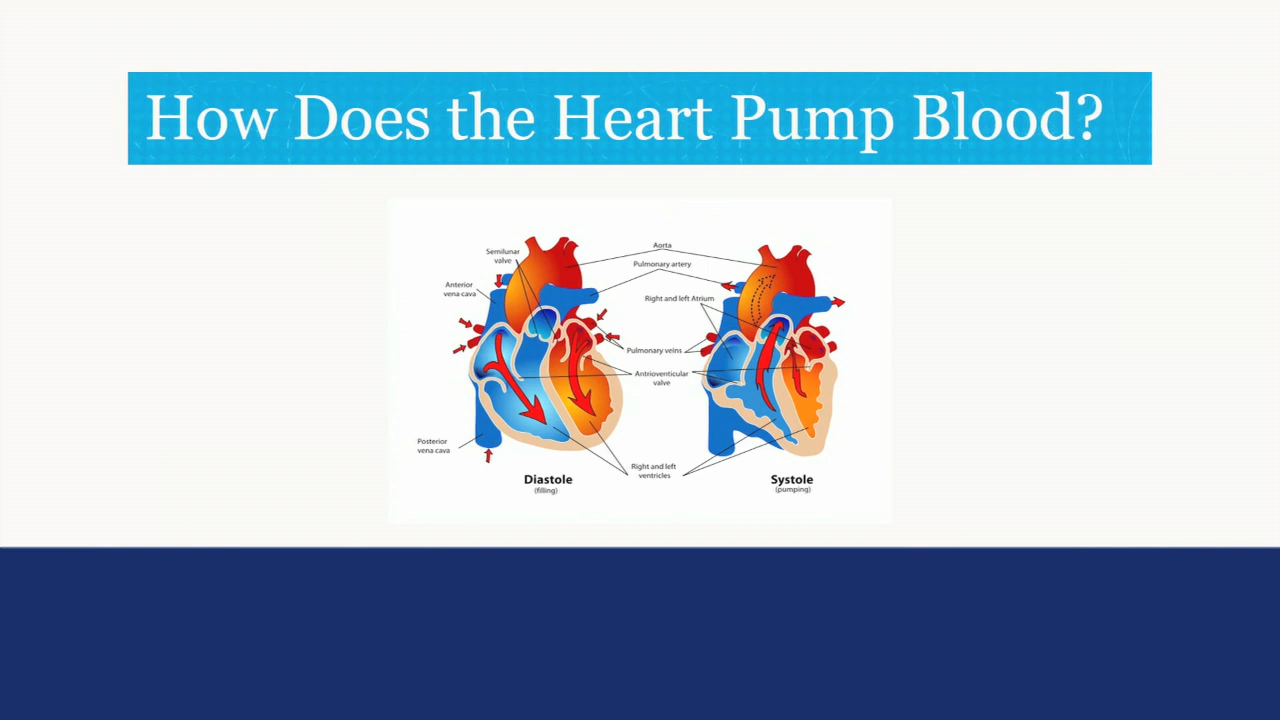 How Does the Heart Pump Blood?
Semilunar
valve
Anterior
vena cava
Posterior
vena cava
Aorta
Pulmonary artery
Right and left Atrium
Pulmonary veins
Antrioventicular
valve
Right and left
ventricles
Diastole
(filling)
Systole
(pumping)